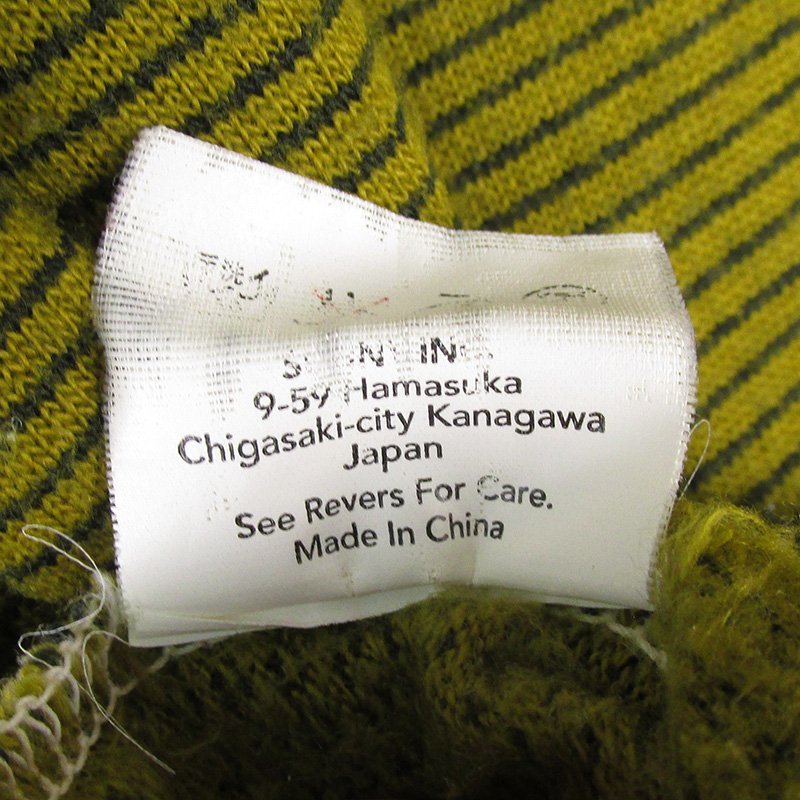 9-59 Hamasuka
Chigasaki-city Kanagawa
Japan
See Revers For Care.
Made In China